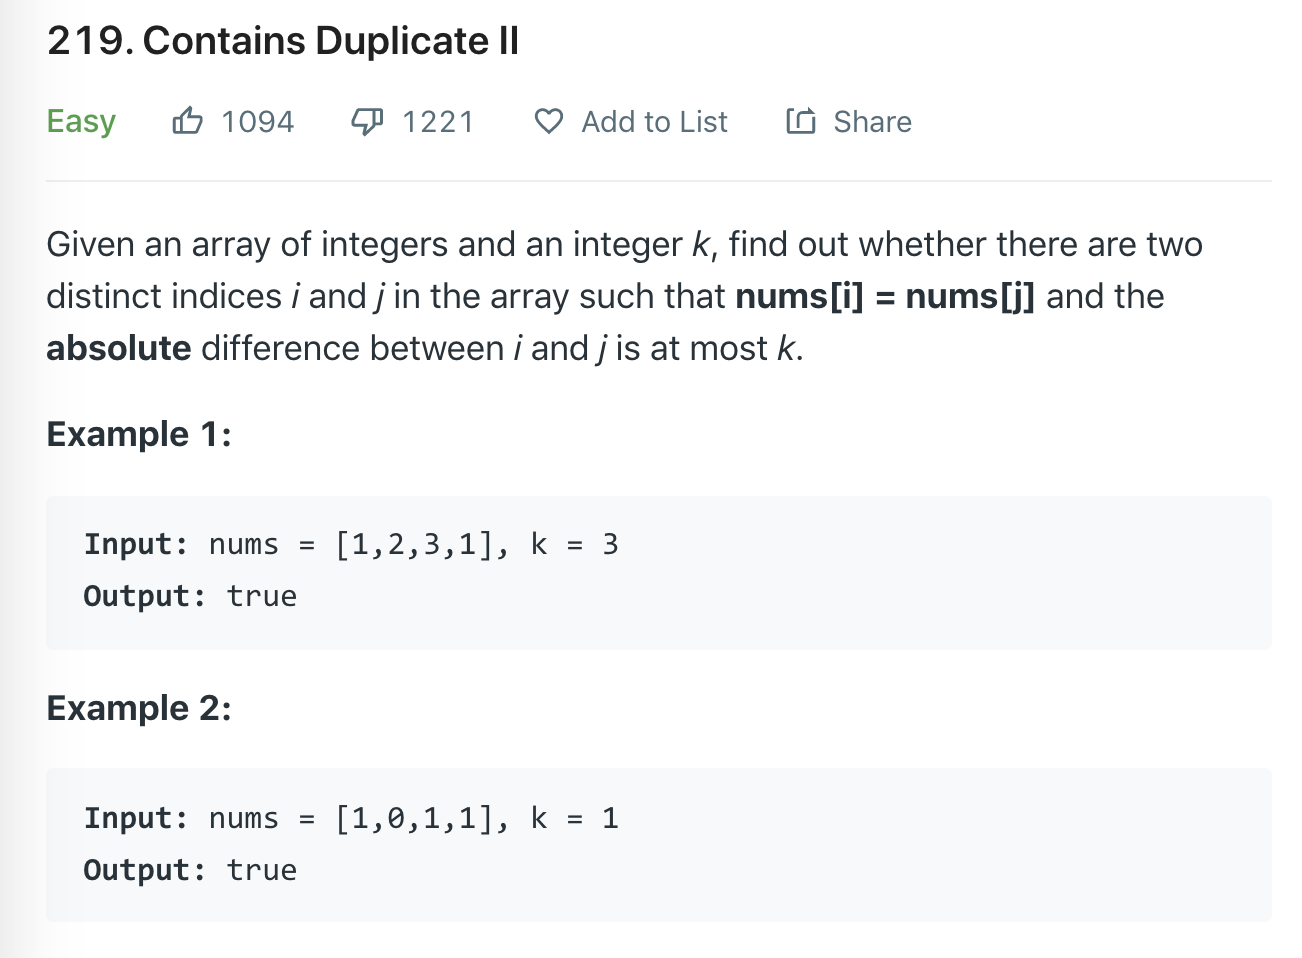 219. Contains Duplicate II
Easy 1094 1221 Add to List Share
Given an array of integers and an integer k, find out whether there are two
distinct indices i and j in the array such that nums[i] = nums[j] and the
absolute difference between i and j is at most k.
Example 1:
Input: nums = [1,2,3,1], k = 3
Output: true
Example 2:
Input: nums = [1,0,1,1], k = 1
Output: true